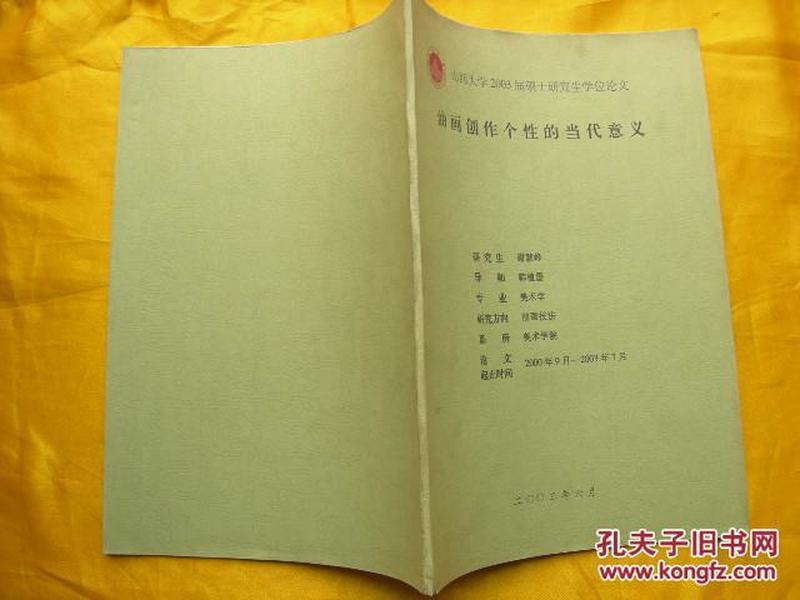 山西大学2003届硕士研究生学位论文
油画创作个性的当代意义
研究生
导师
专业 美术学
研究方向 油画技法
系所 美术学院
论文
起止时间 2000年9月--2003年7月
二〇〇三年六月
孔夫子旧书网
www.kongfz.com